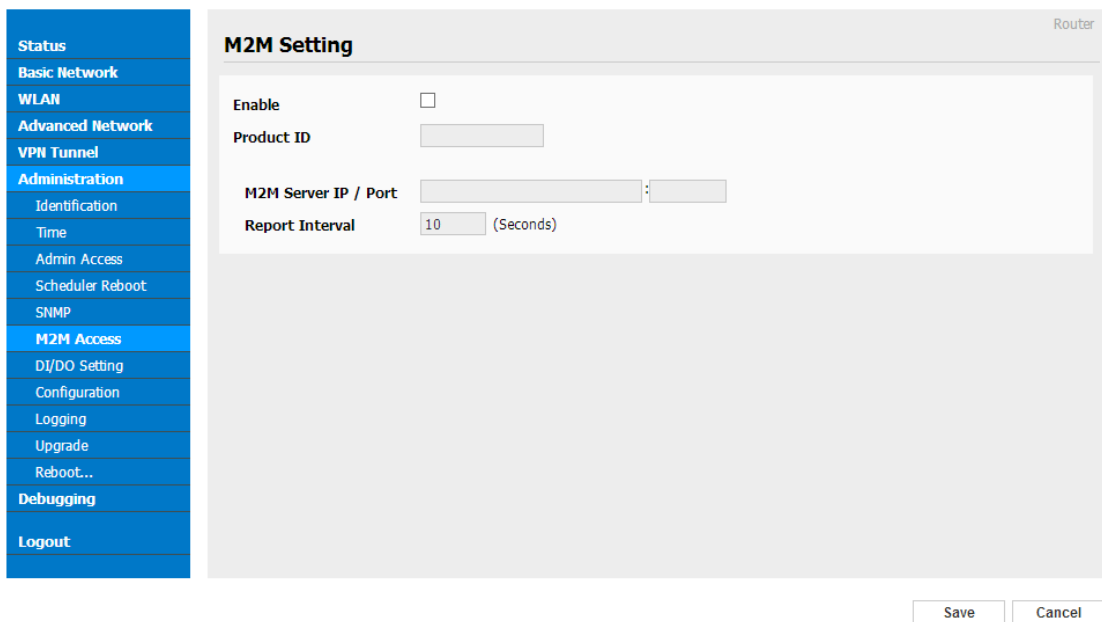 Router
Status
Basic Network
WLAN
Advanced Network
VPN Tunnel
Administration
Identification
Time
Admin Access
Scheduler Reboot
SNMP
M2M Access
DI/DO Setting
Configuration
Logging
Upgrade
Reboot...
Debugging
Logout
M2M Setting
Enable
Product ID
M2M Server IP / Port :
Report Interval 10 (Seconds)
Save Cancel